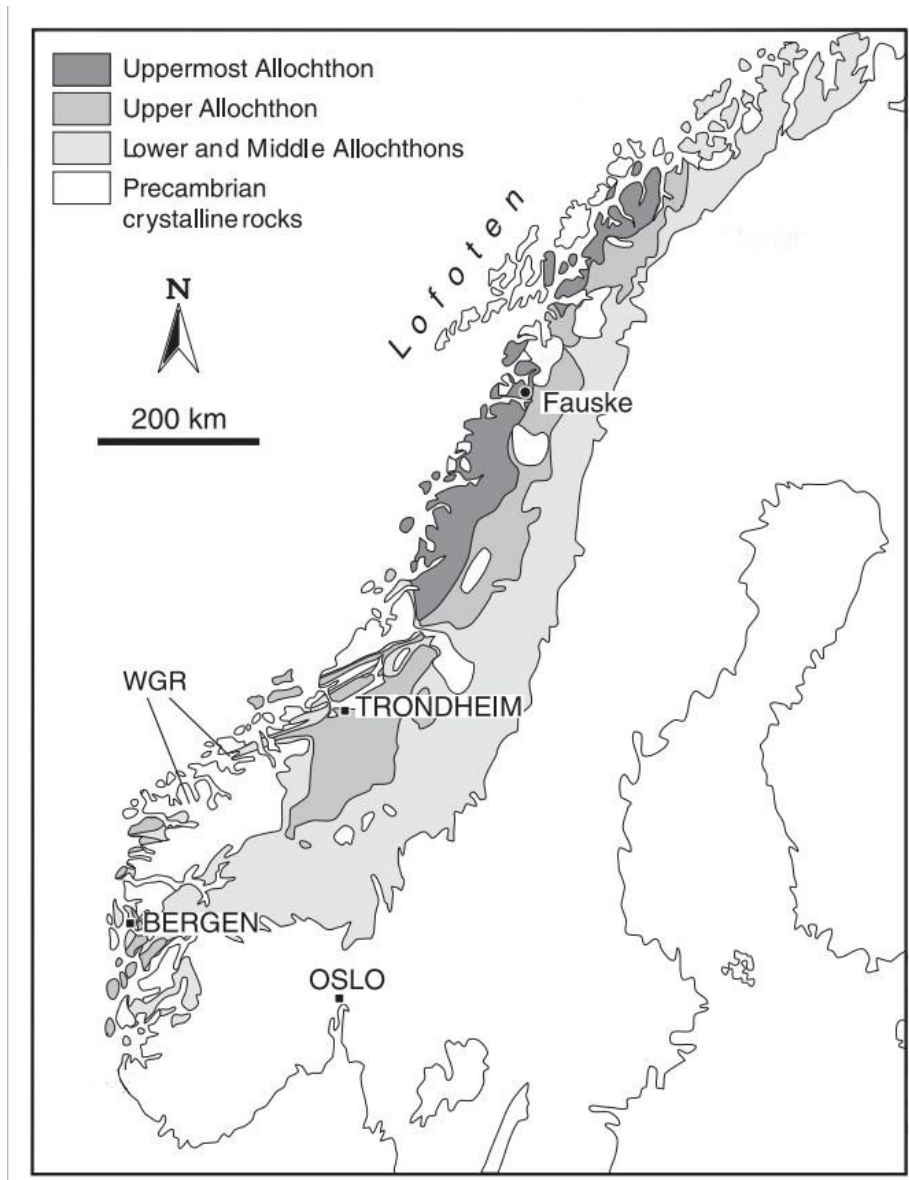 Uppermost Allochthon
Upper Allochthon
Lower and Middle Allochthons
Precambrian
crystalline rocks
Lofoten
N
200 km
Fauske
WGR
TRONDHEIM
BERGEN
OSLO